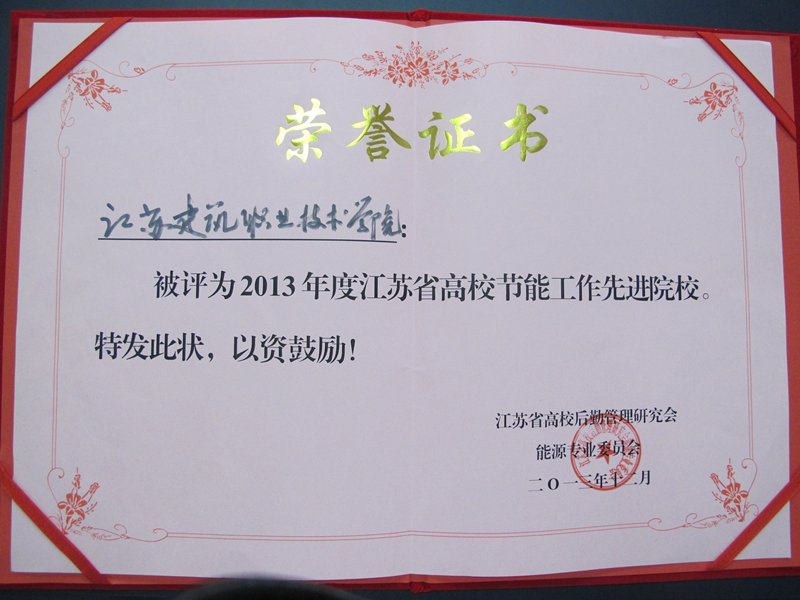 荣誉证书
江苏建筑职业技术学院：
被评为2013年度江苏省高校节能工作先进院校。
特发此状，以资鼓励！
江苏省高校后勤管理研究会
能源专业委员会
二O一三年十二月